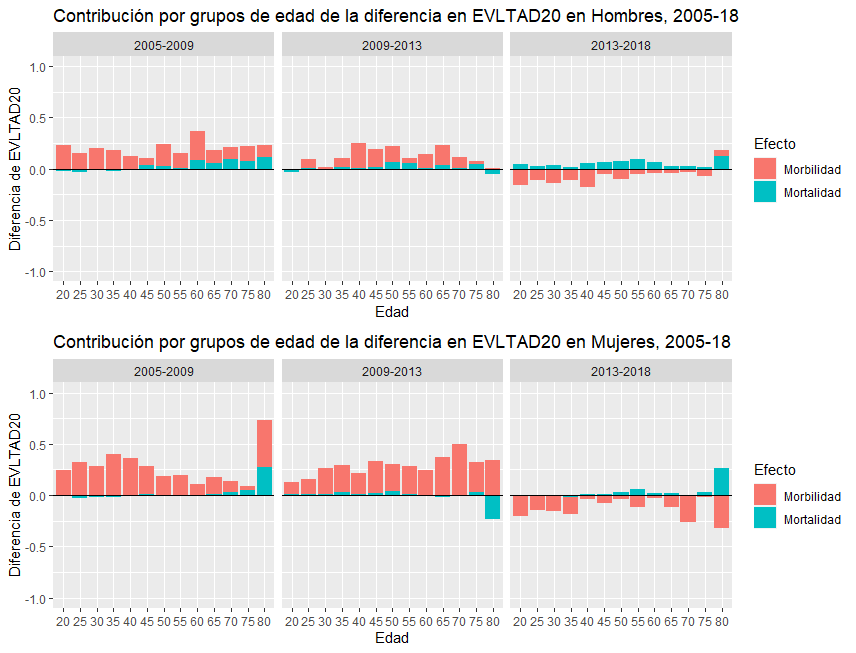 Contribución por grupos de edad de la diferencia en EVLTAD20 en Hombres, 2005-18
2005-2009
2009-2013
2013-2018
Diferencia de EVLTAD20
1.0
0.5
0.0
-0.5
-1.0
20 25 30 35 40 45 50 55 60 65 70 75 80
20 25 30 35 40 45 50 55 60 65 70 75 80
20 25 30 35 40 45 50 55 60 65 70 75 80
Edad
Efecto
Morbilidad
Mortalidad
Contribución por grupos de edad de la diferencia en EVLTAD20 en Mujeres, 2005-18
2005-2009
2009-2013
2013-2018
Diferencia de EVLTAD20
1.0
0.5
0.0
-0.5
-1.0
20 25 30 35 40 45 50 55 60 65 70 75 80
20 25 30 35 40 45 50 55 60 65 70 75 80
20 25 30 35 40 45 50 55 60 65 70 75 80
Edad
Efecto
Morbilidad
Mortalidad